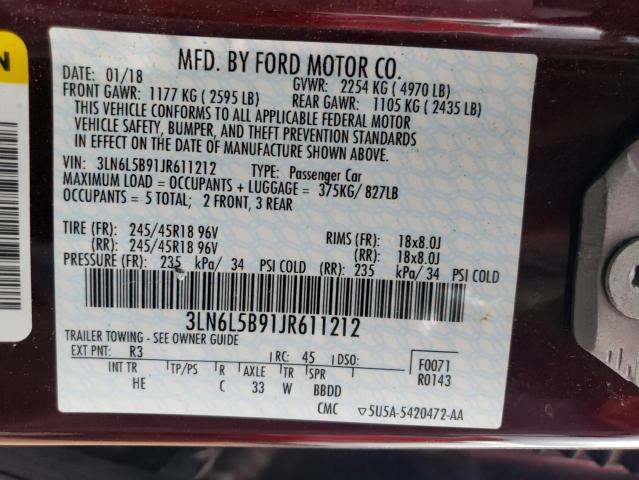 N
MFD. BY FORD MOTOR CO.
DATE: 01/18 GVWR: 2254 KG (4970 LB)
FRONT GAWR: 1177 KG (2595 LB) REAR GAWR: 1105 KG (2435 LB)
THIS VEHICLE CONFORMS TO ALL APPLICABLE FEDERAL MOTOR
VEHICLE SAFETY, BUMPER, AND THEFT PREVENTION STANDARDS
IN EFFECT ON THE DATE OF MANUFACTURE SHOWN ABOVE.
VIN: 3LN6L5B91JR611212 TYPE: Passenger Car
MAXIMUM LOAD = OCCUPANTS + LUGGAGE = 375KG/ 827LB
OCCUPANTS = 5 TOTAL; 2 FRONT, 3 REAR
TIRE (FR): 245/45R18 96V RIMS (FR): 18x8.0J
(RR): 245/45R18 96V (RR): 18x8.0J
PRESSURE (FR): 235 kPa/ 34 PSI COLD (RR): 235 kPa/ 34 PSI COLD
3LN6L5B91JR611212
TRAILER TOWING - SEE OWNER GUIDE
EXT PNT: R3 RC: 45 DSO: F0071
INT TR TP/PS R AXLE TR SPR R0143
HE C 33 W BBDD
CMC ▽5U5A-5420472-AA